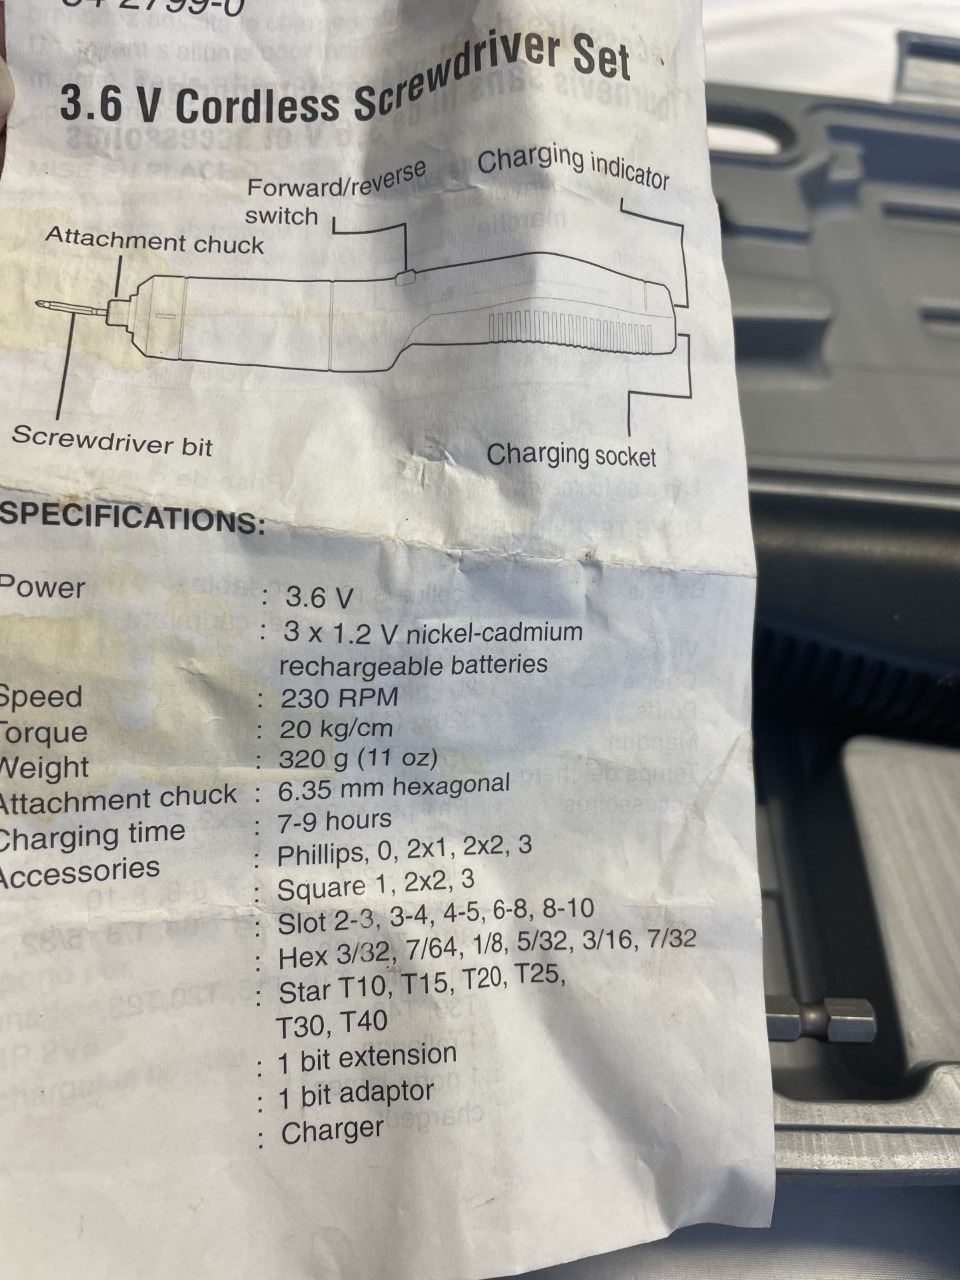 2799-0
3.6 V Cordless Screwdriver Set
Forward/reverse
switch
Charging indicator
Attachment chuck
Screwdriver bit
Charging socket
SPECIFICATIONS:
Power : 3.6 V
: 3 x 1.2 V nickel-cadmium
rechargeable batteries
Speed : 230 RPM
Torque : 20 kg/cm
Weight : 320 g (11 oz)
Attachment chuck : 6.35 mm hexagonal
Charging time : 7-9 hours
Accessories : Phillips, 0, 2x1, 2x2, 3
: Square 1, 2x2, 3
: Slot 2-3, 3-4, 4-5, 6-8, 8-10
: Hex 3/32, 7/64, 1/8, 5/32, 3/16, 7/32
: Star T10, T15, T20, T25,
T30, T40
: 1 bit extension
: 1 bit adaptor
: Charger